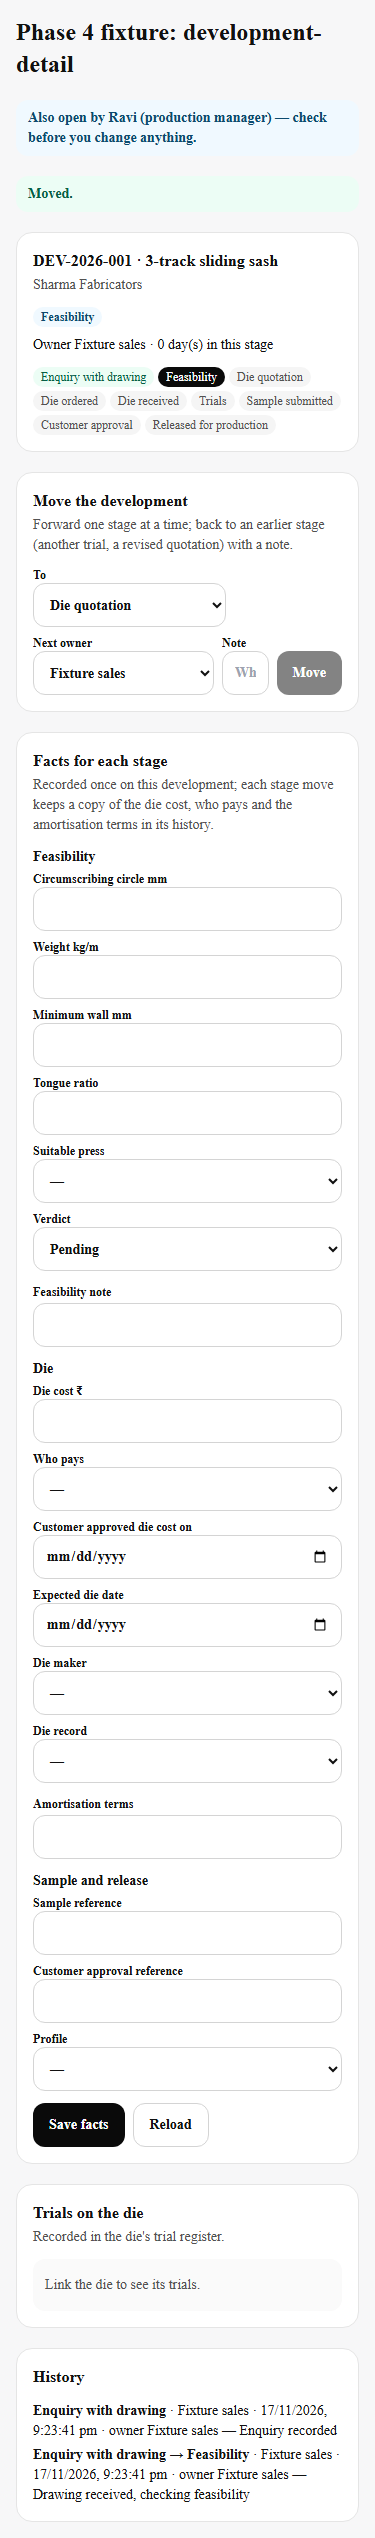 Phase 4 fixture: development-
detail
Also open by Ravi (production manager) — check
before you change anything.
Moved.
DEV-2026-001 · 3-track sliding sash
Sharma Fabricators
Feasibility
Owner Fixture sales · 0 day(s) in this stage
Enquiry with drawing Feasibility Die quotation
Die ordered Die received Trials Sample submitted
Customer approval Released for production
Move the development
Forward one stage at a time; back to an earlier stage
(another trial, a revised quotation) with a note.
To
Die quotation
Next owner Note
Fixture sales Wh Move
Facts for each stage
Recorded once on this development; each stage move
keeps a copy of the die cost, who pays and the
amortisation terms in its history.
Feasibility
Circumscribing circle mm
Weight kg/m
Minimum wall mm
Tongue ratio
Suitable press
—
Verdict
Pending
Feasibility note
Die
Die cost ₹
Who pays
—
Customer approved die cost on
mm/dd/yyyy
Expected die date
mm/dd/yyyy
Die maker
—
Die record
—
Amortisation terms
Sample and release
Sample reference
Customer approval reference
Profile
—
Save facts Reload
Trials on the die
Recorded in the die's trial register.
Link the die to see its trials.
History
Enquiry with drawing · Fixture sales · 17/11/2026,
9:23:41 pm · owner Fixture sales — Enquiry recorded
Enquiry with drawing → Feasibility · Fixture sales ·
17/11/2026, 9:23:41 pm · owner Fixture sales —
Drawing received, checking feasibility